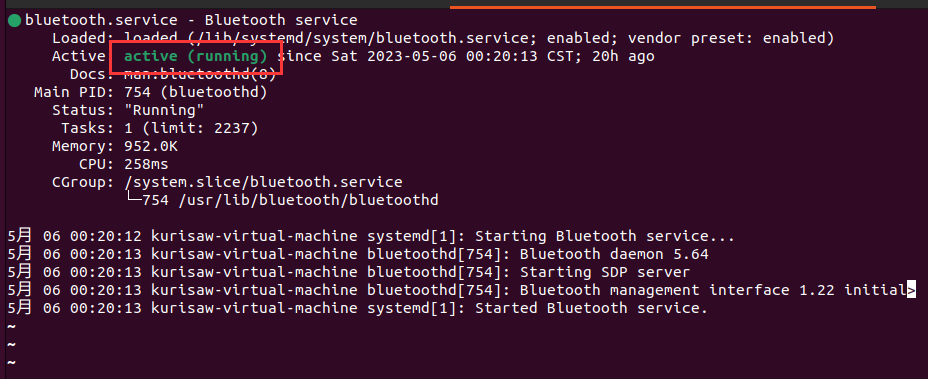 ●bluetooth.service - Bluetooth service
Loaded: loaded (/lib/systemd/system/bluetooth.service; enabled; vendor preset: enabled)
Active: active (running) since Sat 2023-05-06 00:20:13 CST; 20h ago
Docs: man:bluetoothd(8)
Main PID: 754 (bluetoothd)
Status: "Running"
Tasks: 1 (limit: 2237)
Memory: 952.0K
CPU: 258ms
CGroup: /system.slice/bluetooth.service
└─754 /usr/lib/bluetooth/bluetoothd
5月 06 00:20:12 kurisaw-virtual-machine systemd[1]: Starting Bluetooth service...
5月 06 00:20:13 kurisaw-virtual-machine bluetoothd[754]: Bluetooth daemon 5.64
5月 06 00:20:13 kurisaw-virtual-machine bluetoothd[754]: Starting SDP server
5月 06 00:20:13 kurisaw-virtual-machine bluetoothd[754]: Bluetooth management interface 1.22 initial>
5月 06 00:20:13 kurisaw-virtual-machine systemd[1]: Started Bluetooth service.
~
~
~